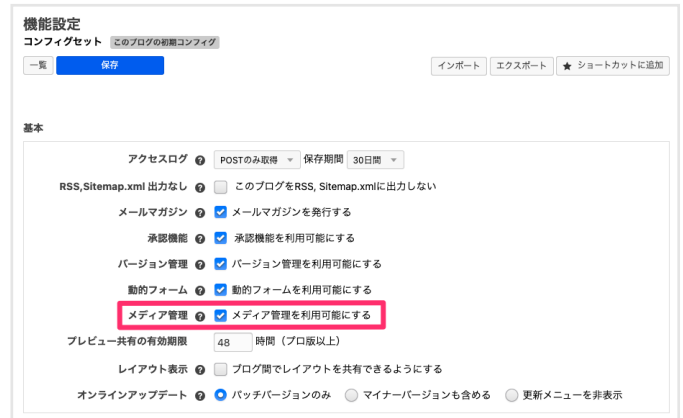 機能設定
コンフィグセット このブログの初期コンフィグ
一覧 保存 インポート エクスポート ★ ショートカットに追加
基本
アクセスログ ? POSTのみ取得 保存期間 30日間
RSS,Sitemap.xml 出力なし ? このブログをRSS, Sitemap.xmlに出力しない
メールマガジン ? メールマガジンを発行する
承認機能 ? 承認機能を利用可能にする
バージョン管理 ? バージョン管理を利用可能にする
動的フォーム ? 動的フォームを利用可能にする
メディア管理 ? メディア管理を利用可能にする
プレビュー共有の有効期限 48 時間（プロ版以上）
レイアウト表示 ? ブログ間でレイアウトを共有できるようにする
オンラインアップデート ? パッチバージョンのみ マイナーバージョンも含める 更新メニューを非表示